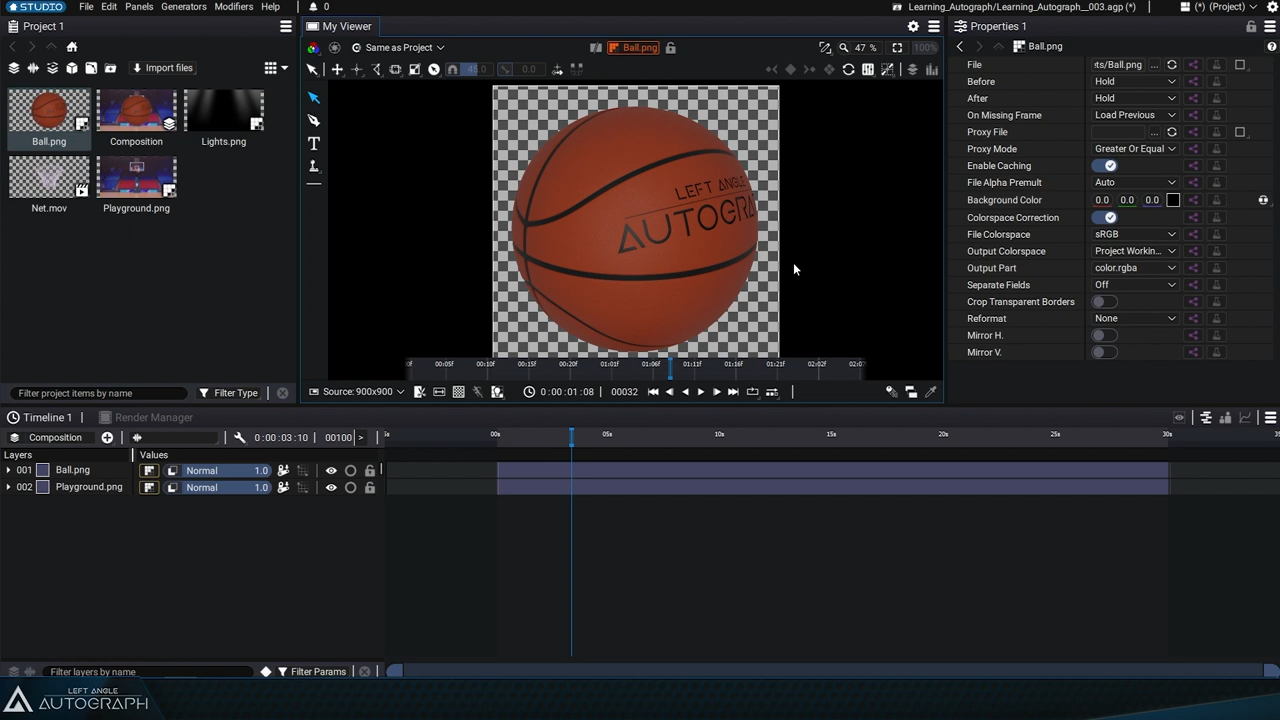 STUDIO File Edit Panels Generators Modifiers Help 0 Learning_Autograph/Learning_Autograph__003.agp (*) (*) (Project)
Project 1
My Viewer
Properties 1
Same as Project
Ball.png
47 %
100%
Ball.png
Import files
45.0
0.0
Ball.png
Composition
Lights.png
Net.mov
Playground.png
LEFT ANGLE
AUTOGRA
File ts/Ball.png ...
Before Hold
After Hold
On Missing Frame Load Previous
Proxy File ...
Proxy Mode Greater Or Equal
Enable Caching
File Alpha Premult Auto
Background Color 0.0 0.0 0.0
Colorspace Correction
File Colorspace sRGB
Output Colorspace Project Workin...
Output Part color.rgba
Separate Fields Off
Crop Transparent Borders
Reformat None
Mirror H.
Mirror V.
0f 00:05f 00:10f 00:15f 00:20f 01:01f 01:06f 01:11f 01:16f 01:21f 02:02f 02:07
Filter project items by name Filter Type
Source: 900x900 0:00:01:08 00032
Timeline 1 Render Manager
Composition 0:00:03:10 00100 >
5s 00s 05s 10s 15s 20s 25s 30s 35
Layers Values
001 Ball.png Normal 1.0
002 Playground.png Normal 1.0
Filter layers by name Filter Params
LEFT ANGLE
AUTOGRAPH